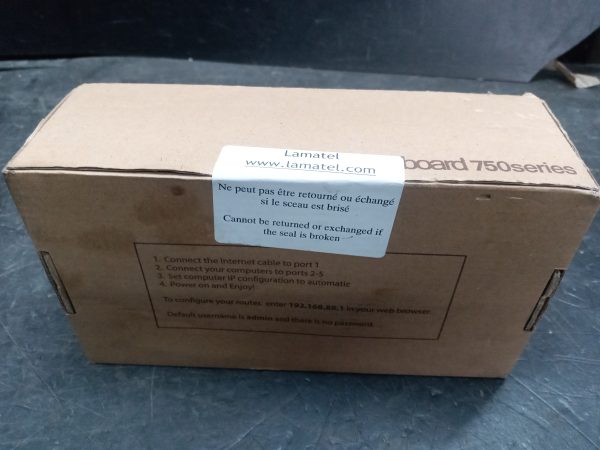 Lamatel
www.lamatel.com
board 750series
Ne peut pas être retourné ou échangé
si le sceau est brisé
Cannot be returned or exchanged if
the seal is broken
1. Connect the Internet cable to port 1
2. Connect your computers to ports 2-5
3. Set computer IP configuration to automatic
4. Power on and Enjoy!
To configure your router, enter 192.168.88.1 in your web browser.
Default username is admin and there is no password.